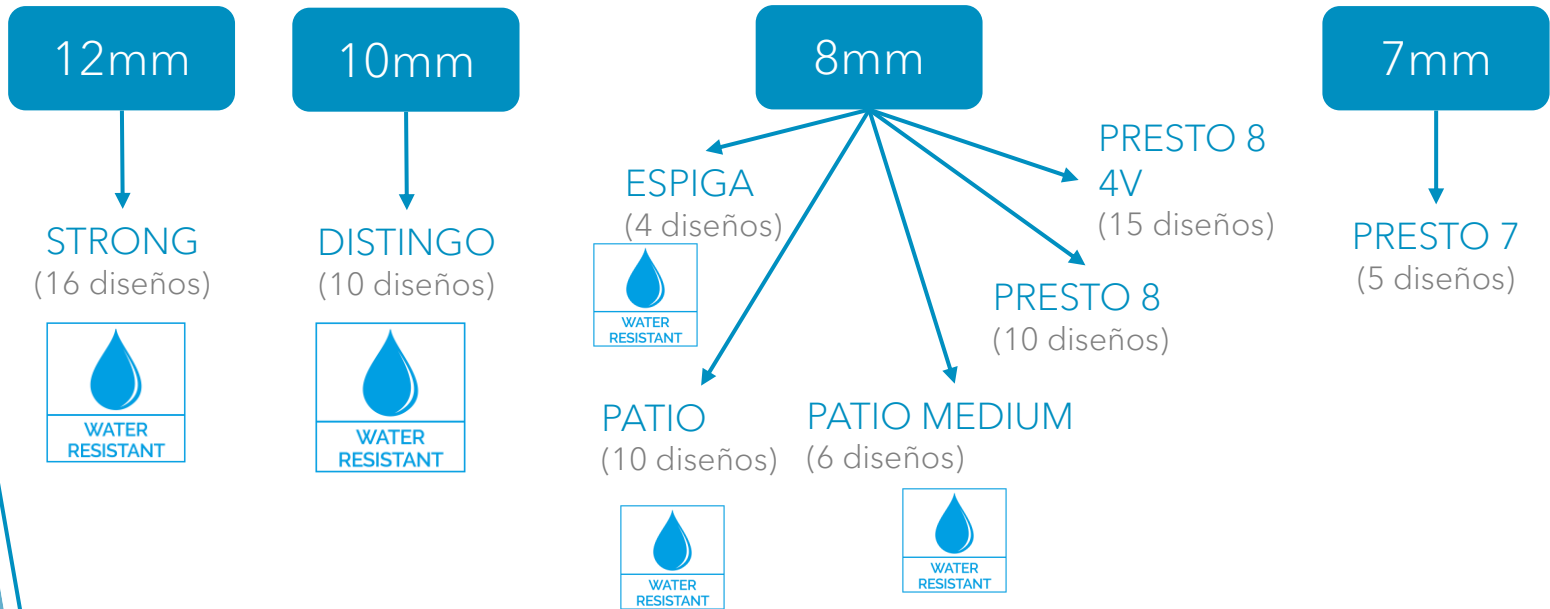 12mm
STRONG
(16 diseños)
WATER
RESISTANT
10mm
DISTINGO
(10 diseños)
WATER
RESISTANT
8mm
ESPIGA
(4 diseños)
WATER
RESISTANT
PATIO
(10 diseños)
WATER
RESISTANT
PATIO MEDIUM
(6 diseños)
WATER
RESISTANT
PRESTO 8
(10 diseños)
PRESTO 8
4V
(15 diseños)
7mm
PRESTO 7
(5 diseños)